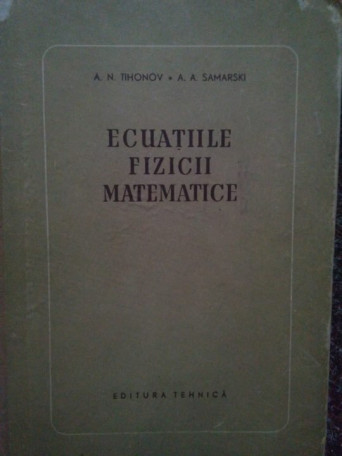 A. N. TIHONOV • A. A. SAMARSKI
ECUAȚIILE
FIZICII
MATEMATICE
EDITURA TEHNICĂ